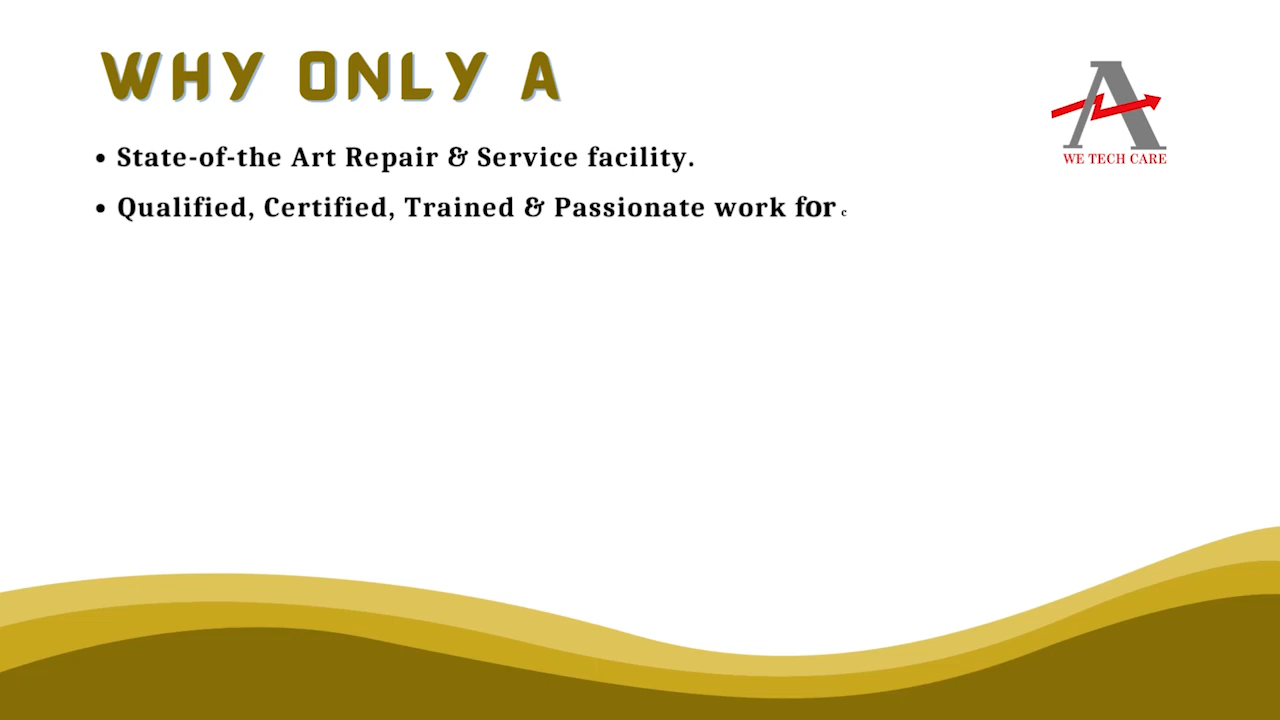 WHY ONLY A
• State-of-the Art Repair & Service facility.
• Qualified, Certified, Trained & Passionate work for c
A
WE TECH CARE